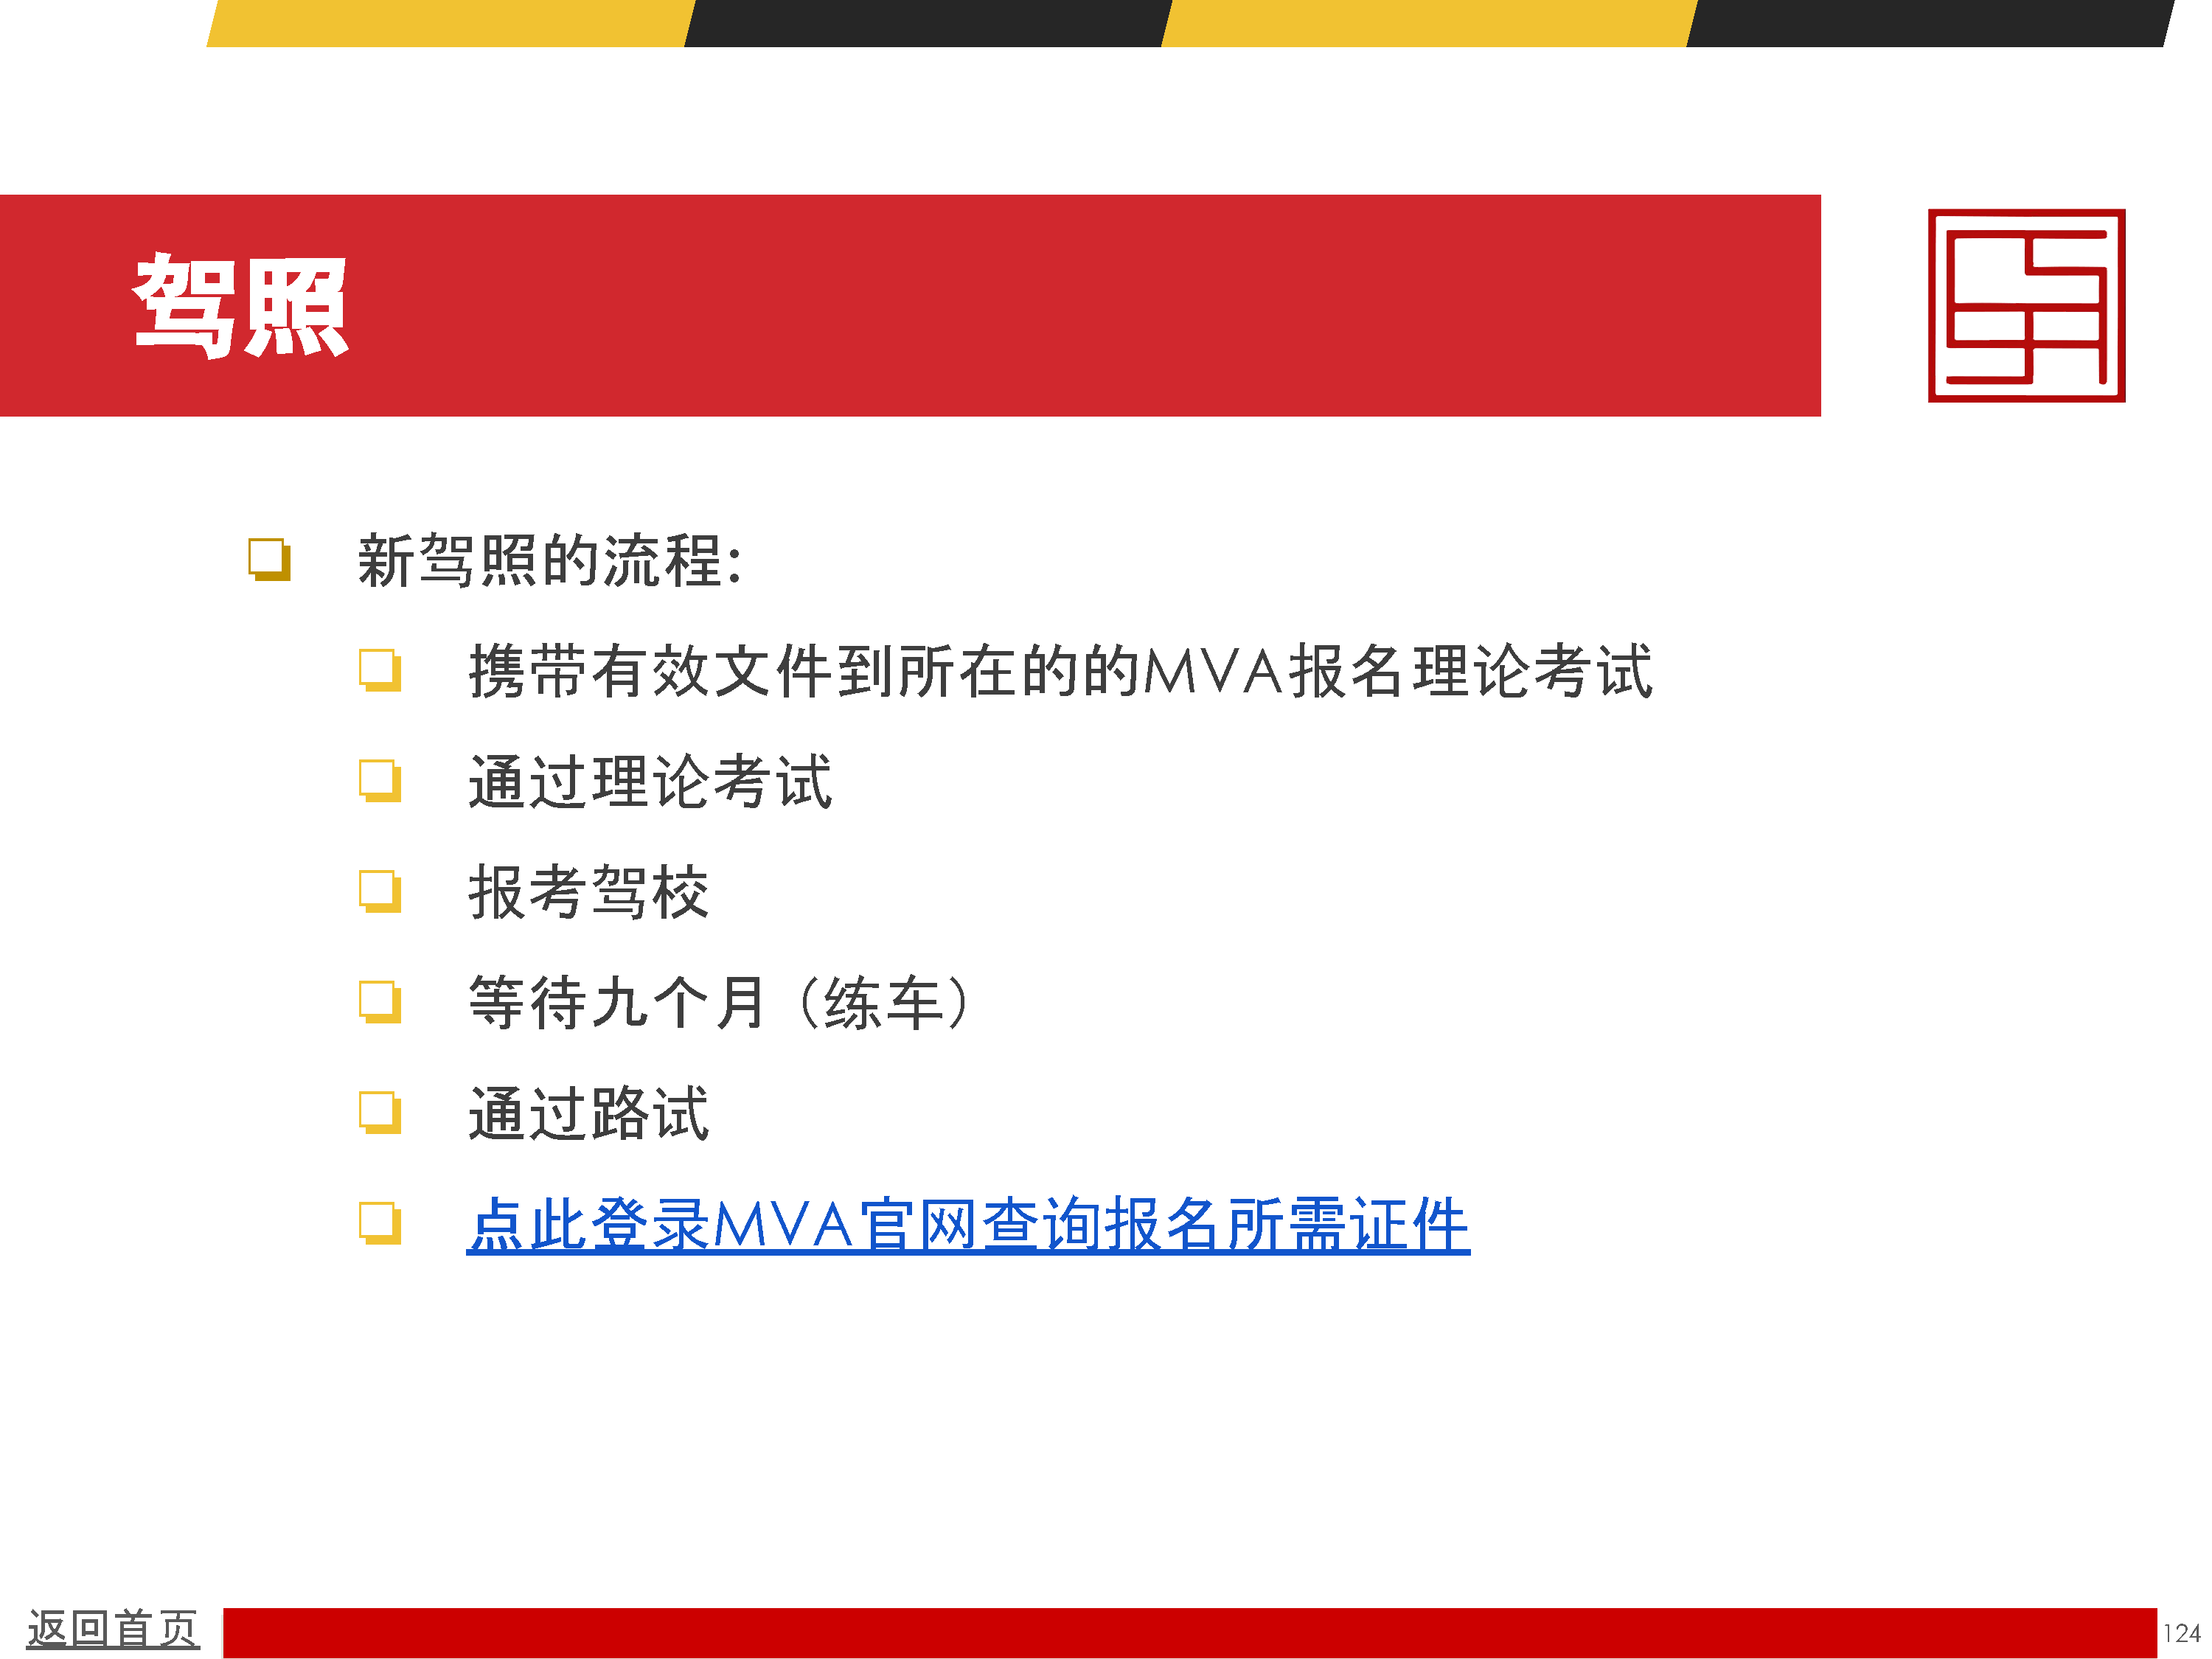 驾照
新驾照的流程：
携带有效文件到所在的的MVA报名理论考试
通过理论考试
报考驾校
等待九个月（练车）
通过路试
点此登录MVA官网查询报名所需证件
返回首页
124